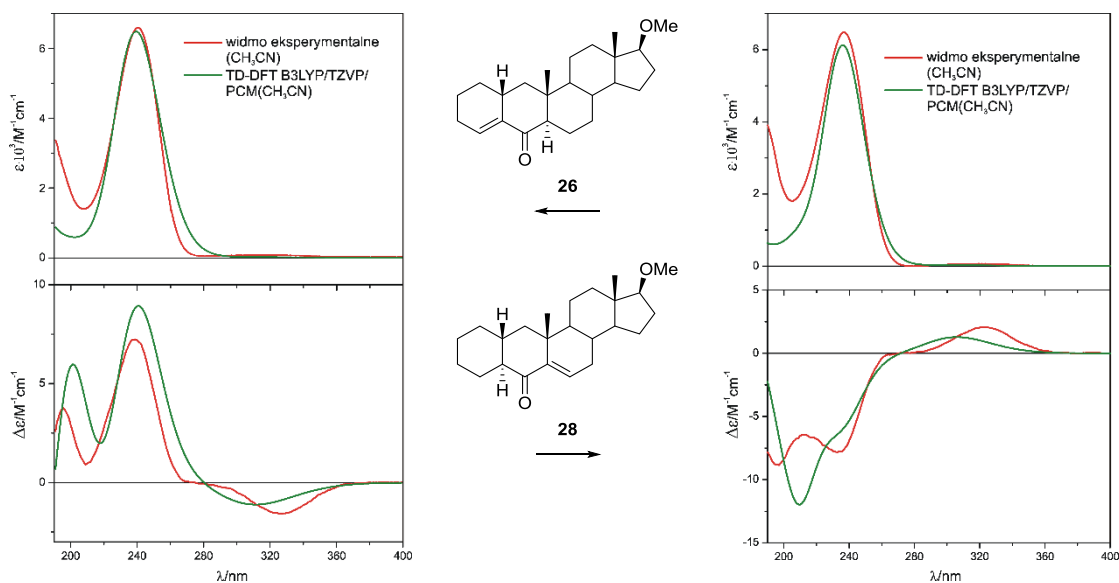 6
4
2
0
ε·10³/M⁻¹cm⁻¹
widmo eksperymentalne
(CH₃CN)
TD-DFT B3LYP/TZVP/
PCM(CH₃CN)
10
5
0
-5
Δε/M⁻¹cm⁻¹
200 240 280 320 360 400
λ/nm
OMe
H
O H
26
OMe
H
H
O
28
6
4
2
0
ε·10³/M⁻¹cm⁻¹
widmo eksperymentalne
(CH₃CN)
TD-DFT B3LYP/TZVP/
PCM(CH₃CN)
5
0
-5
-10
-15
Δε/M⁻¹cm⁻¹
200 240 280 320 360 400
λ/nm